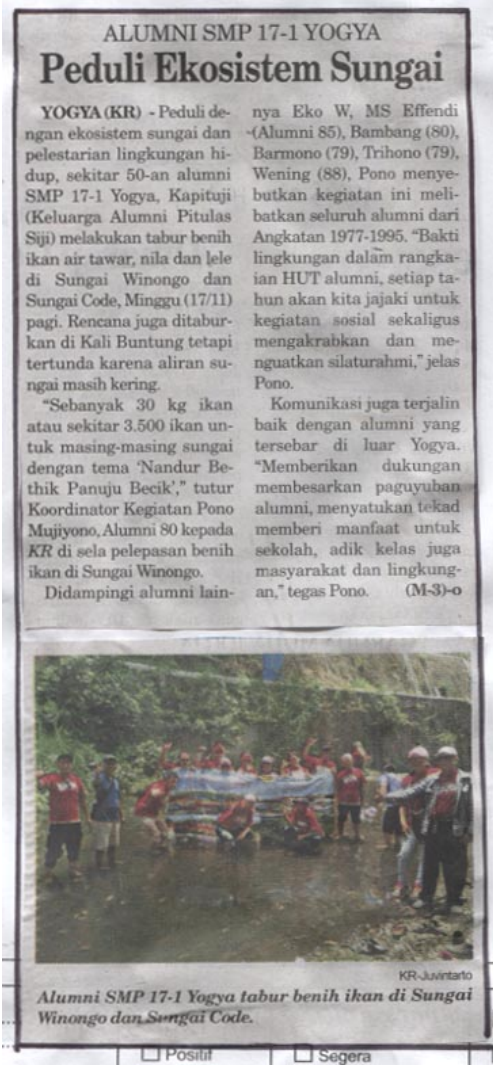 ALUMNI SMP 17-1 YOGYA
Peduli Ekosistem Sungai
YOGYA (KR) - Peduli de-
ngan ekosistem sungai dan
pelestarian lingkungan hi-
dup, sekitar 50-an alumni
SMP 17-1 Yogya, Kapituji
(Keluarga Alumni Pitulas
Siji) melakukan tabur benih
ikan air tawar, nila dan lele
di Sungai Winongo dan
Sungai Code, Minggu (17/11)
pagi. Rencana juga ditabur-
kan di Kali Buntung tetapi
tertunda karena aliran su-
ngai masih kering.
"Sebanyak 30 kg ikan
atau sekitar 3.500 ikan un-
tuk masing-masing sungai
dengan tema 'Nandur Be-
thik Panuju Becik'," tutur
Koordinator Kegiatan Pono
Mujiyono, Alumni 80 kepada
KR di sela pelepasan benih
ikan di Sungai Winongo.
Didampingi alumni lain-
nya Eko W, MS Effendi
(Alumni 85), Bambang (80),
Barmono (79), Trihono (79),
Wening (88), Pono menye-
butkan kegiatan ini meli-
batkan seluruh alumni dari
Angkatan 1977-1995. "Bakti
lingkungan dalam rangka-
ian HUT alumni, setiap ta-
hun akan kita jajaki untuk
kegiatan sosial sekaligus
mengakrabkan dan me-
nguatkan silaturahmi," jelas
Pono.
Komunikasi juga terjalin
baik dengan alumni yang
tersebar di luar Yogya.
"Memberikan dukungan
membesarkan paguyuban
alumni, menyatukan tekad
memberi manfaat untuk
sekolah, adik kelas juga
masyarakat dan lingkung-
an," tegas Pono. (M-3)-o
KR-Juvintarto
Alumni SMP 17-1 Yogya tabur benih ikan di Sungai
Winongo dan Sungai Code.
Positif
Segera